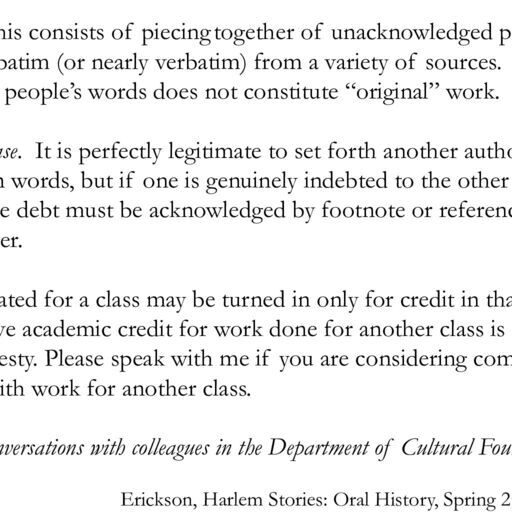 his consists of piecing together of unacknowledged p
batim (or nearly verbatim) from a variety of sources.
people's words does not constitute “original” work.
se. It is perfectly legitimate to set forth another autho
n words, but if one is genuinely indebted to the other
e debt must be acknowledged by footnote or referenc
er.
ated for a class may be turned in only for credit in tha
ve academic credit for work done for another class is
esty. Please speak with me if you are considering com
ith work for another class.
nversations with colleagues in the Department of Cultural Fou
Erickson, Harlem Stories: Oral History, Spring 2